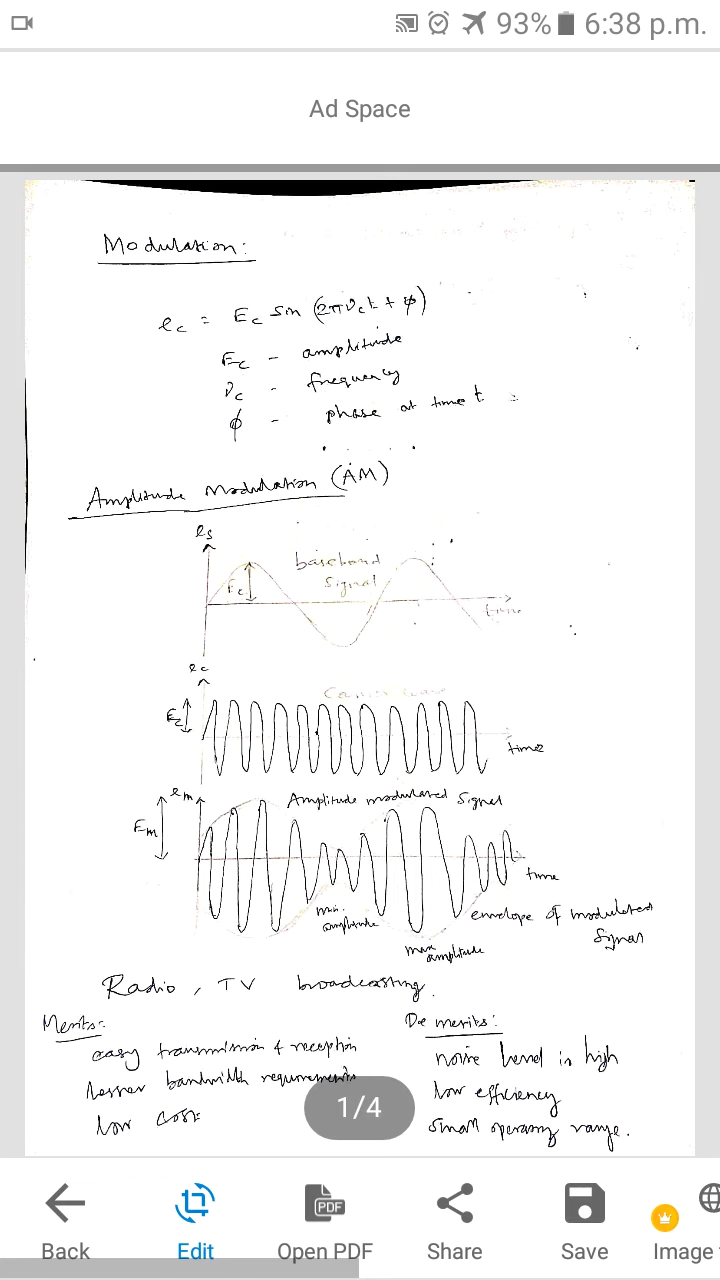 93% 6:38 p.m.
Ad Space
Modulation:
ec = Ec sin (2πνct + φ)
Ec - amplitude
νc - frequency
φ - phase at time t
Amplitude Modulation (AM)
es
baseband
Signal
Ec
time
ec
Carrier wave
Ec
time
em
Amplitude modulated Signal
Em
time
min.
amplitude
envelope of modulated
Signal
max
amplitude
Radio, TV broadcasting.
Merits:-
De merits:
easy transmission & reception
noise level is high
lesser bandwidth requirements
low efficiency
low cost
small operating range.
1/4
PDF
Back Edit Open PDF Share Save Image